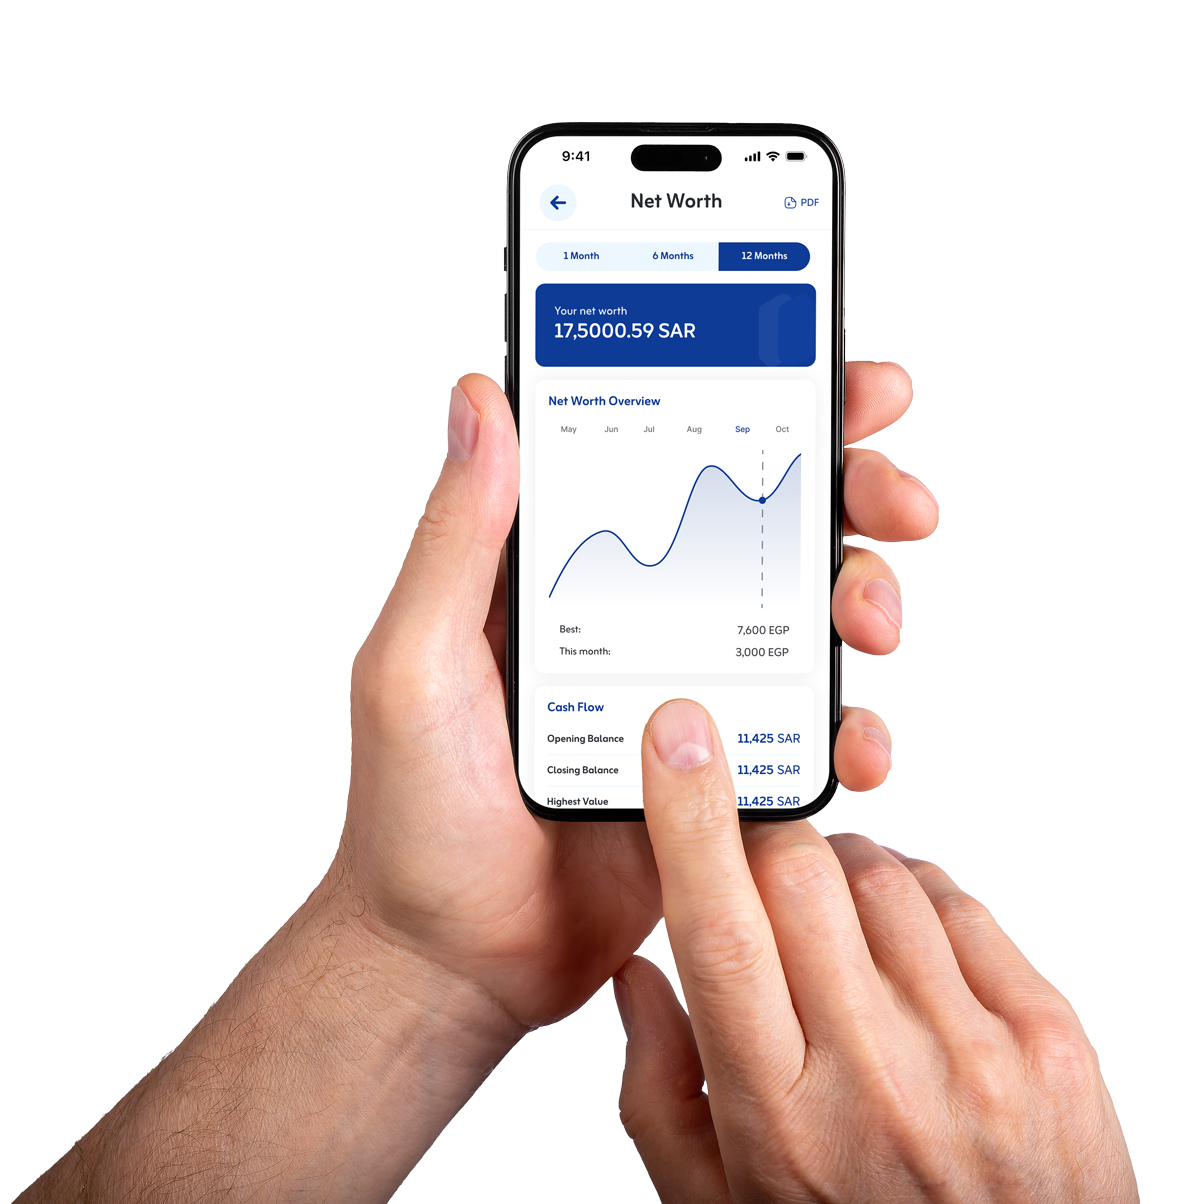 9:41
Net Worth
PDF
1 Month 6 Months 12 Months
Your net worth
17,5000.59 SAR
Net Worth Overview
May Jun Jul Aug Sep Oct
Best: 7,600 EGP
This month: 3,000 EGP
Cash Flow
Opening Balance 11,425 SAR
Closing Balance 11,425 SAR
Highest Value 11,425 SAR